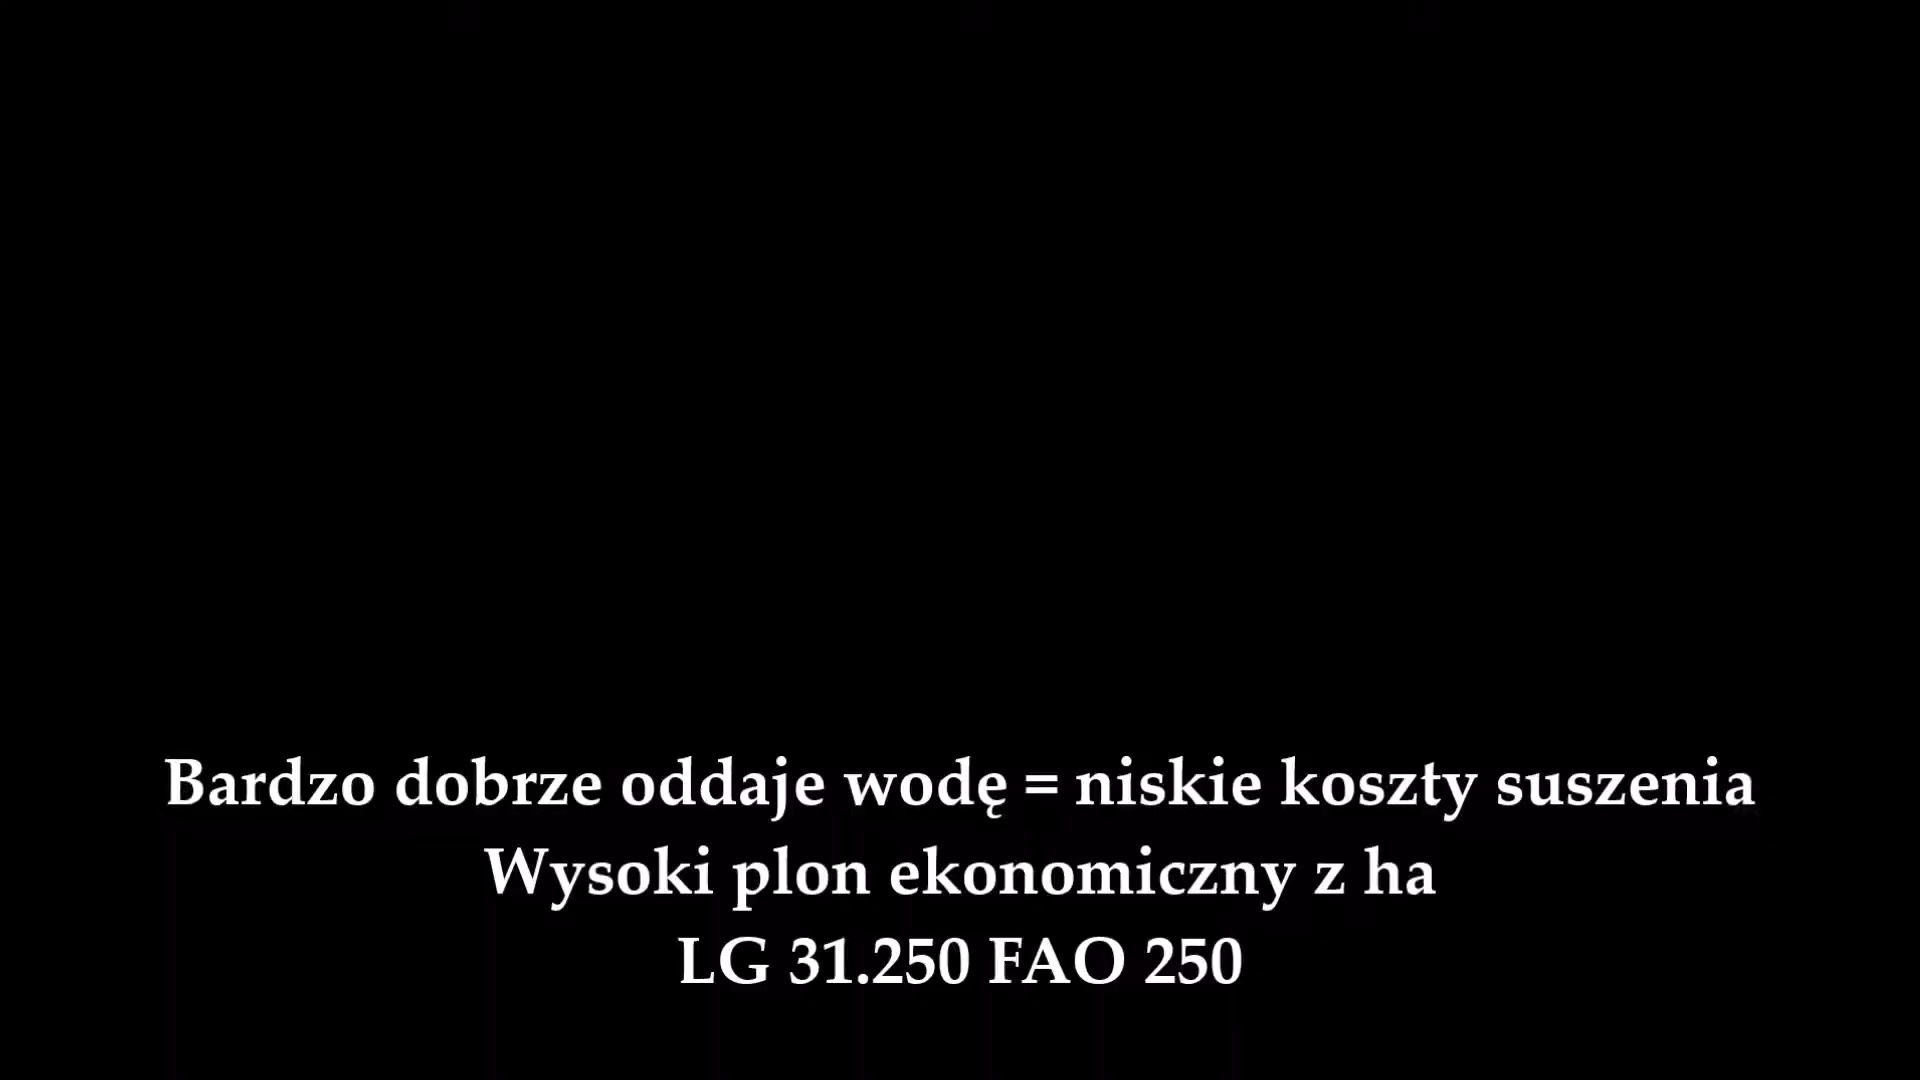 Bardzo dobrze oddaje wodę = niskie koszty suszenia
Wysoki plon ekonomiczny z ha
LG 31.250 FAO 250